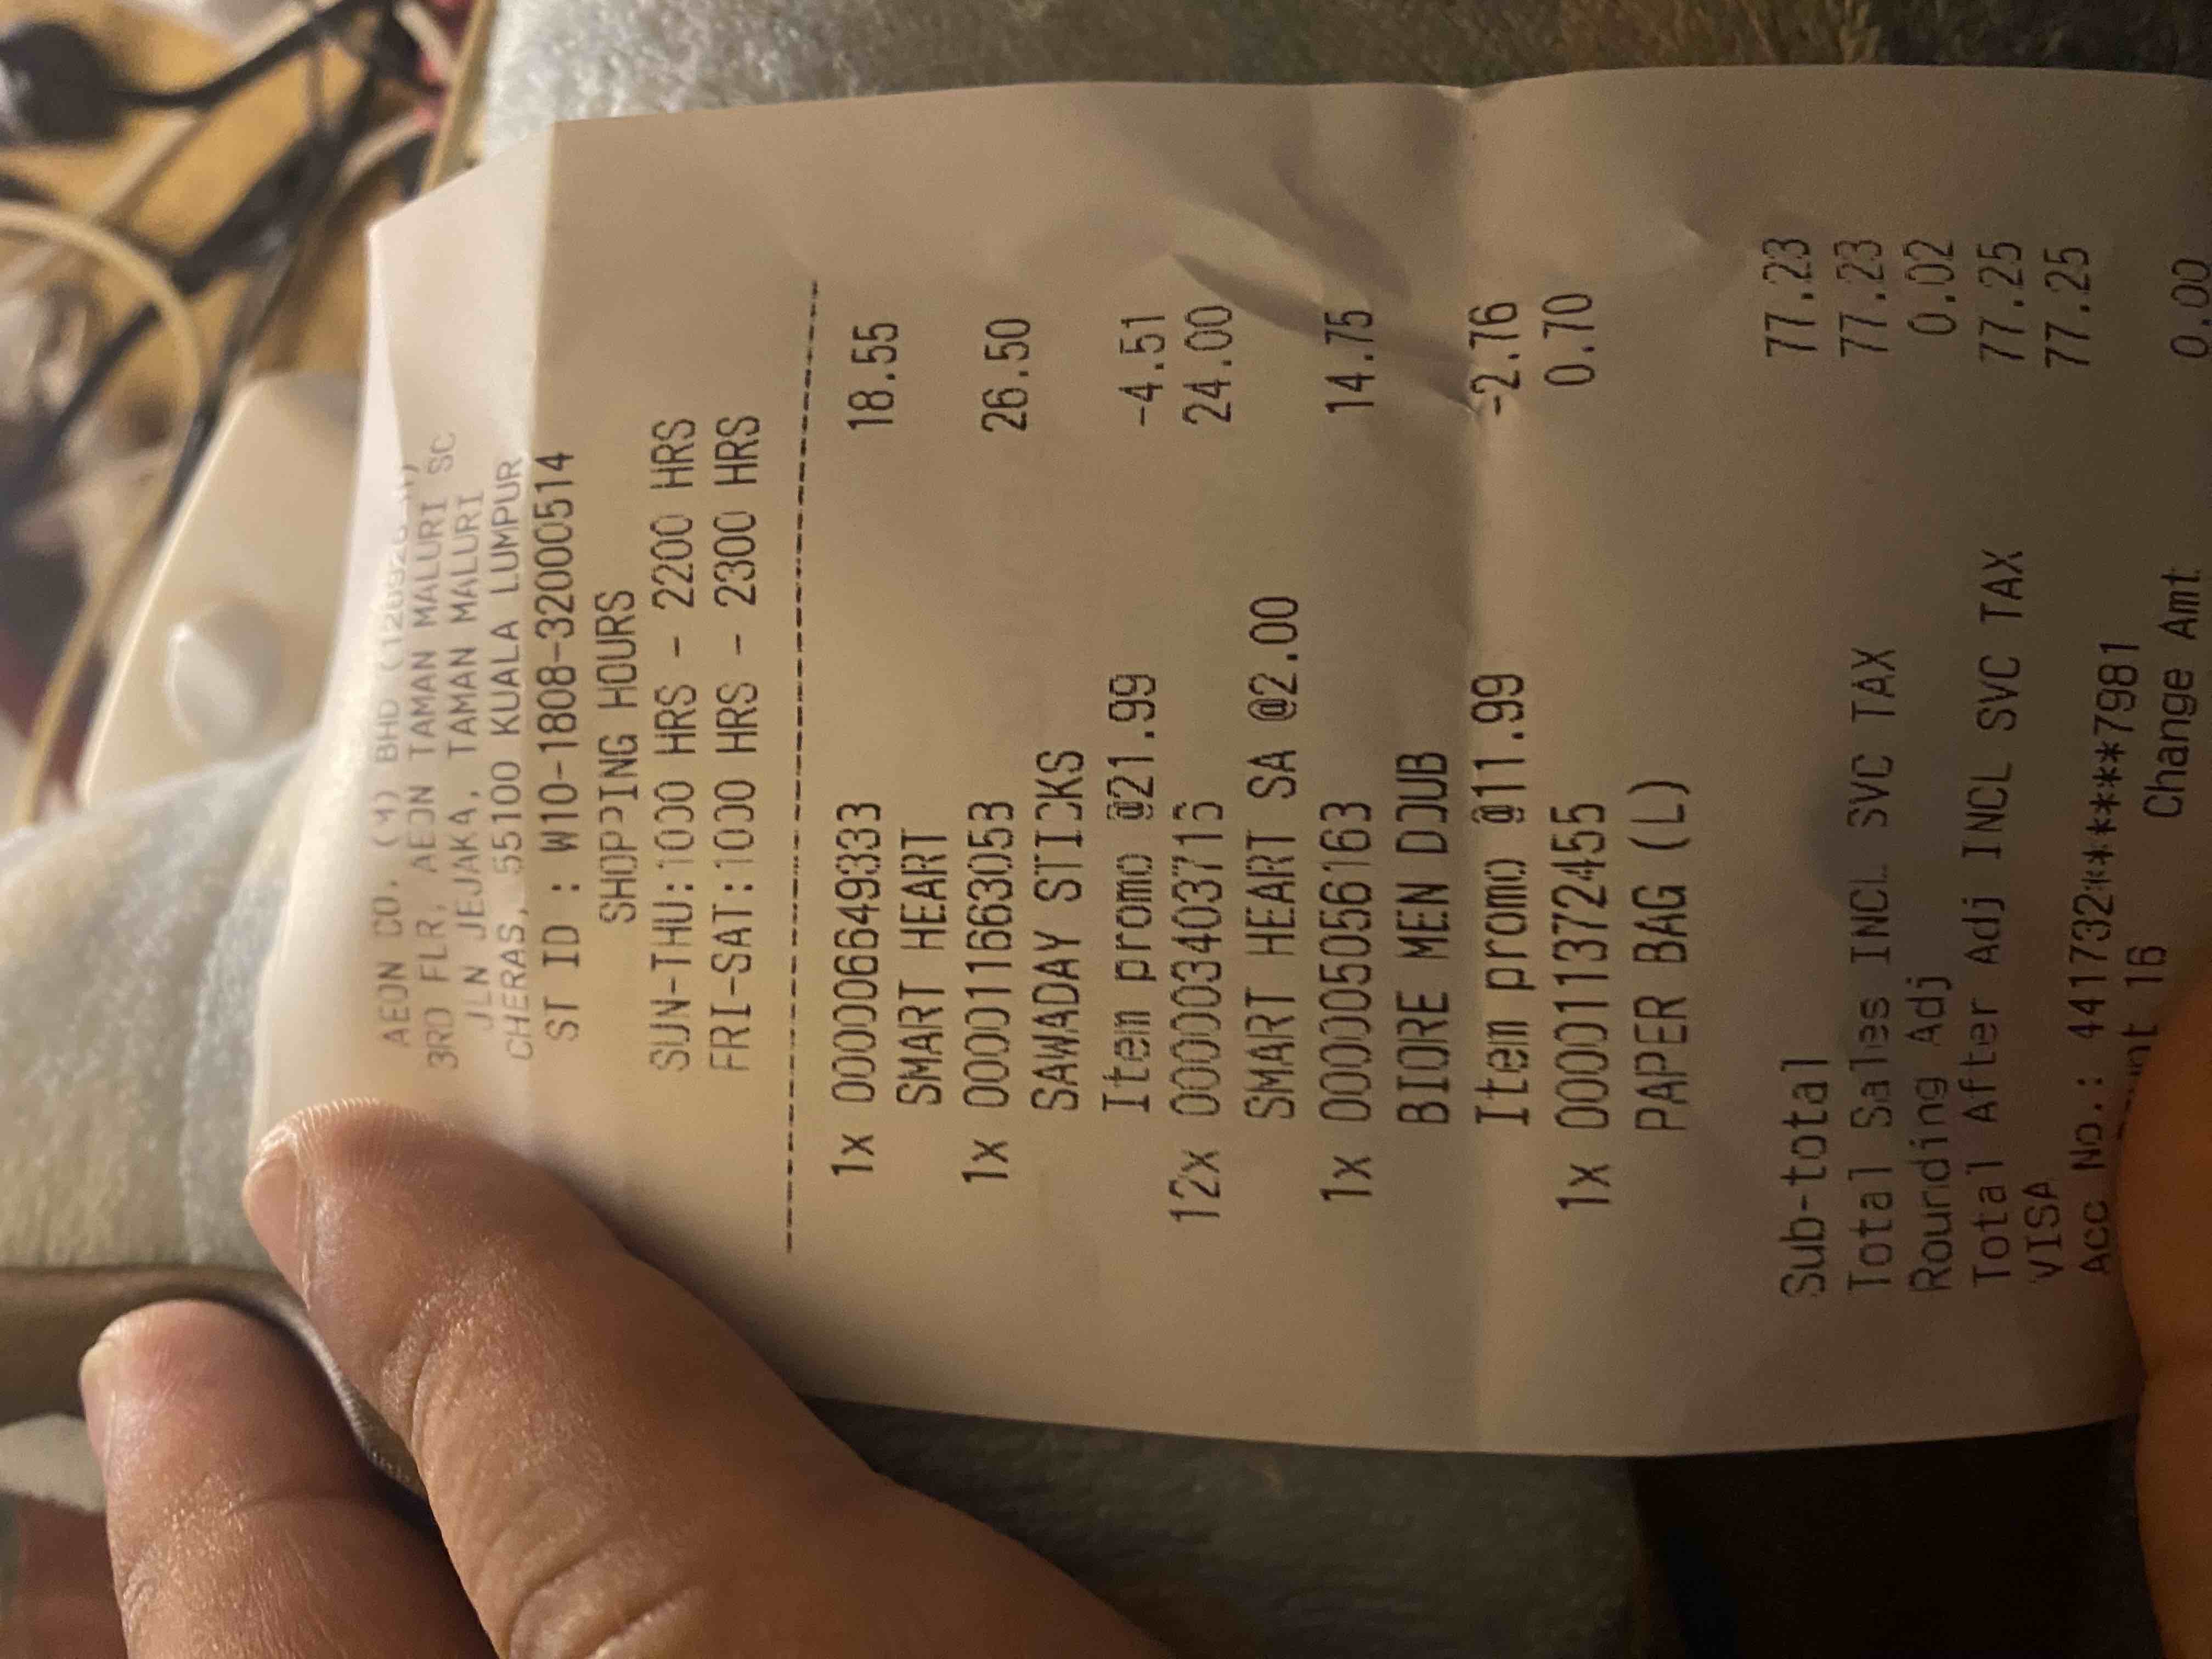 AEON CO. (M) BHD
3RD FLR, AEON TAMAN MALURI SC
JLN JEJAKA, TAMAN MALURI
CHERAS, 55100 KUALA LUMPUR
ST ID : W10-1808-32000514
SHOPPING HOURS
SUN-THU:1000 HRS - 2200 HRS
FRI-SAT:1000 HRS - 2300 HRS
1x 000006649333 18.55
SMART HEART
1x 000011663053 26.50
SAWADAY STICKS
Item promo @21.99 -4.51
12x 24.00
SMART HEART SA @2.00
1x 000005056163 14.75
BIORE MEN DOUB
Item promo @11.99 -2.76
1x 000011372455 0.70
PAPER BAG (L)
Sub-total 77.23
Total Sales INCL SVC TAX 77.23
Rounding Adj 0.02
Total After Adj INCL SVC TAX 77.25
VISA 77.25
Acc No.: 441732******7981
16
Change Amt 0.00